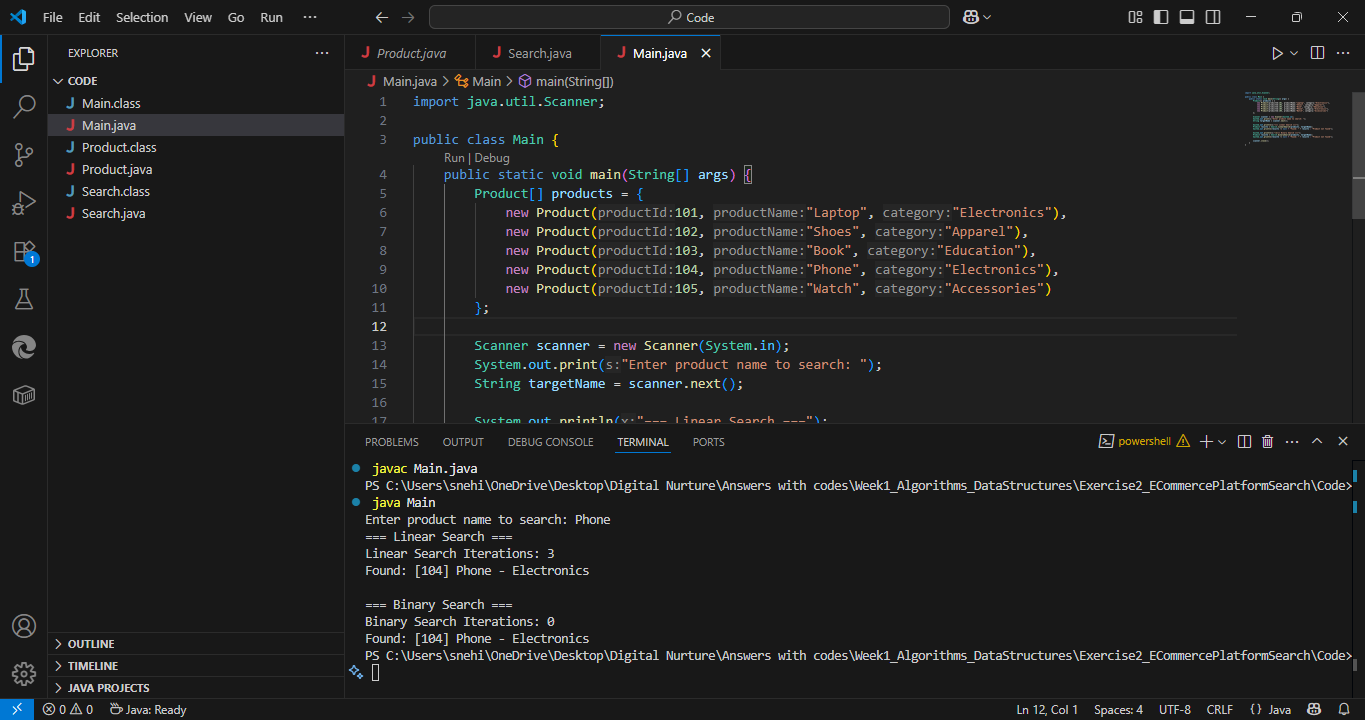 File Edit Selection View Go Run ··· Code
EXPLORER ···
CODE
Main.class
Main.java
Product.class
Product.java
Search.class
Search.java
OUTLINE
TIMELINE
JAVA PROJECTS
1
Product.java Search.java Main.java
Main.java > Main > main(String[])
1 import java.util.Scanner;
2
3 public class Main {
Run | Debug
4 public static void main(String[] args) {
5 Product[] products = {
6 new Product(productId:101, productName:"Laptop", category:"Electronics"),
7 new Product(productId:102, productName:"Shoes", category:"Apparel"),
8 new Product(productId:103, productName:"Book", category:"Education"),
9 new Product(productId:104, productName:"Phone", category:"Electronics"),
10 new Product(productId:105, productName:"Watch", category:"Accessories")
11 };
12
13 Scanner scanner = new Scanner(System.in);
14 System.out.print(s:"Enter product name to search: ");
15 String targetName = scanner.next();
16
17 System.out.println(x:"=== Linear Search ===");
PROBLEMS OUTPUT DEBUG CONSOLE TERMINAL PORTS powershell
javac Main.java
PS C:\Users\snehi\OneDrive\Desktop\Digital Nurture\Answers with codes\Week1_Algorithms_DataStructures\Exercise2_ECommercePlatformSearch\Code>
java Main
Enter product name to search: Phone
=== Linear Search ===
Linear Search Iterations: 3
Found: [104] Phone - Electronics
=== Binary Search ===
Binary Search Iterations: 0
Found: [104] Phone - Electronics
PS C:\Users\snehi\OneDrive\Desktop\Digital Nurture\Answers with codes\Week1_Algorithms_DataStructures\Exercise2_ECommercePlatformSearch\Code>
0 0 Java: Ready Ln 12, Col 1 Spaces: 4 UTF-8 CRLF {} Java